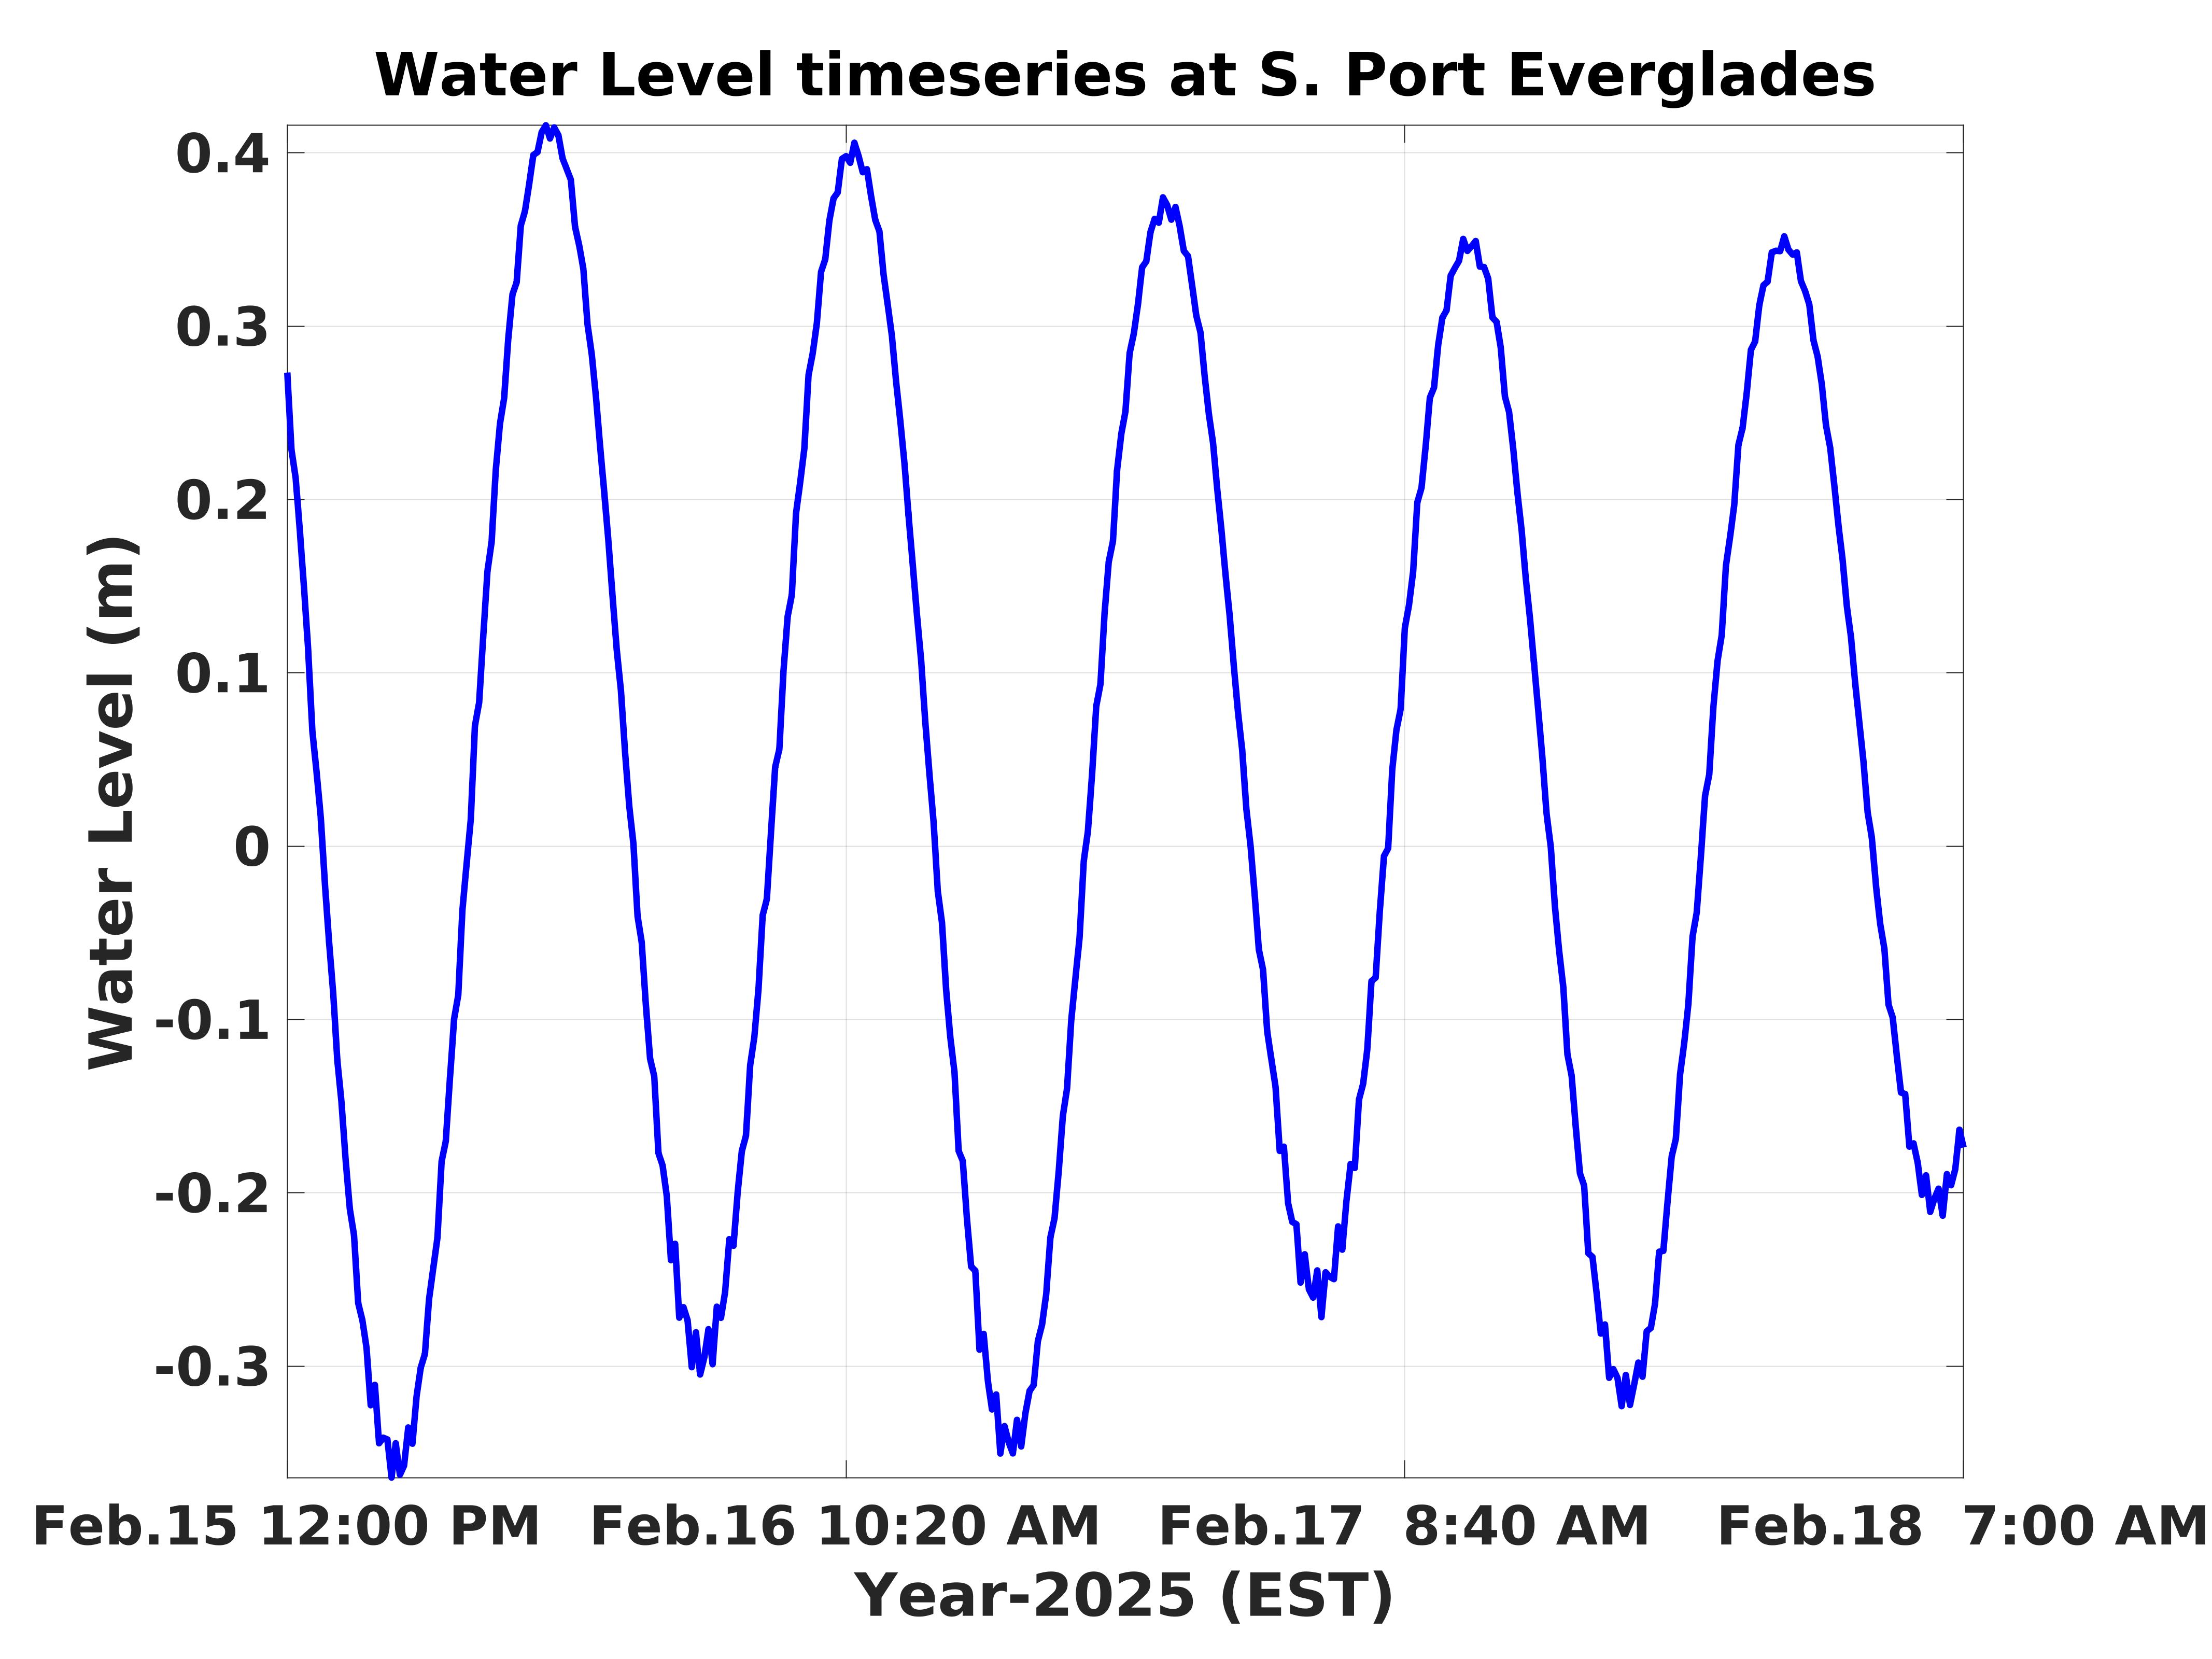 Water Level timeseries at S. Port Everglades
Water Level (m)
0.4
0.3
0.2
0.1
0
-0.1
-0.2
-0.3
Feb.15 12:00 PM Feb.16 10:20 AM Feb.17 8:40 AM Feb.18 7:00 AM
Year-2025 (EST)